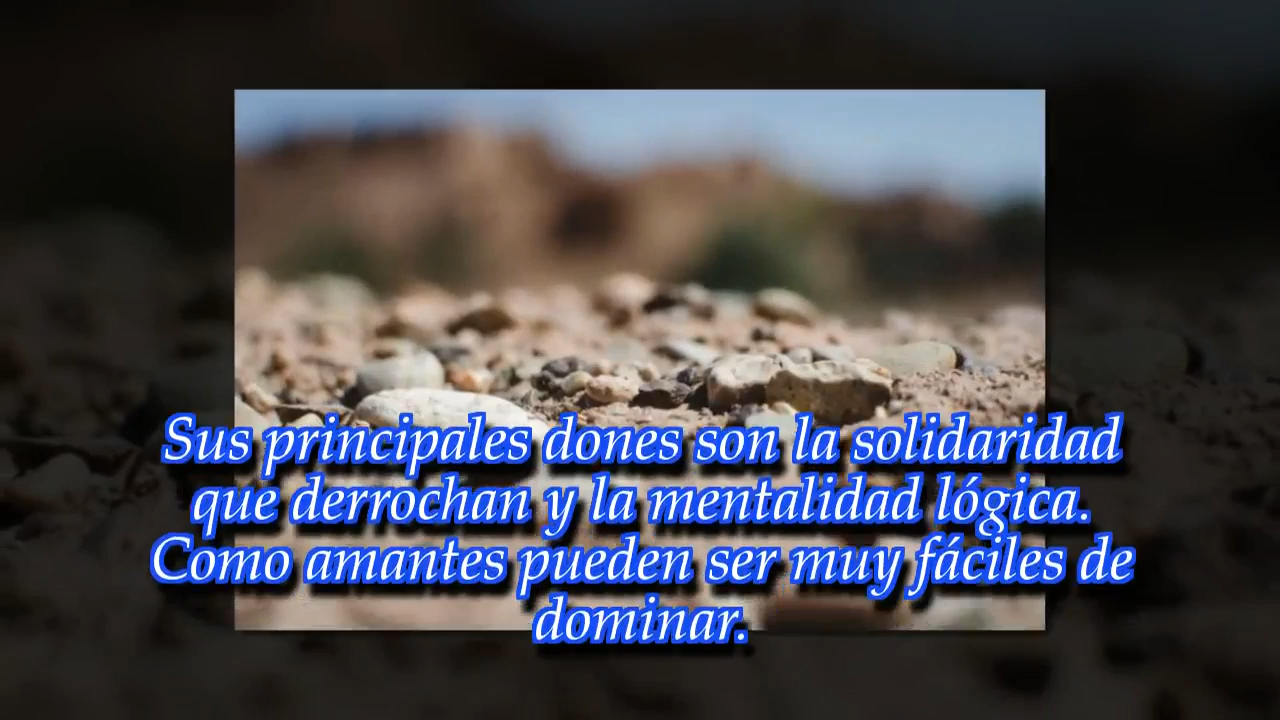 Sus principales dones son la solidaridad
que derrochan y la mentalidad lógica.
Como amantes pueden ser muy fáciles de
dominar.